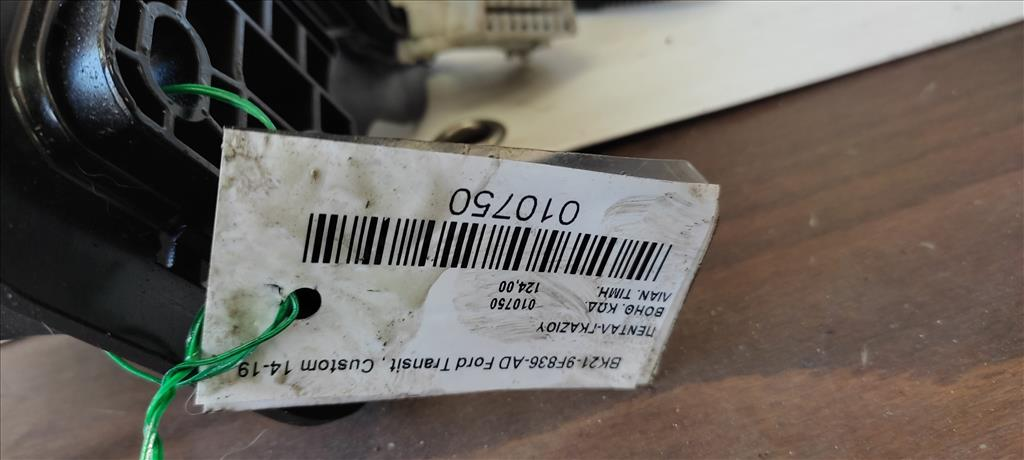 BK21-9F836-AD Ford Transit , Custom 14-19
ΠΕΝΤΑΛ-ΓΚΑΖΙΟΥ
ΒΟΗΘ. ΚΩΔ. 010750
ΛΙΑΝ. ΤΙΜΗ. 124,00
010750